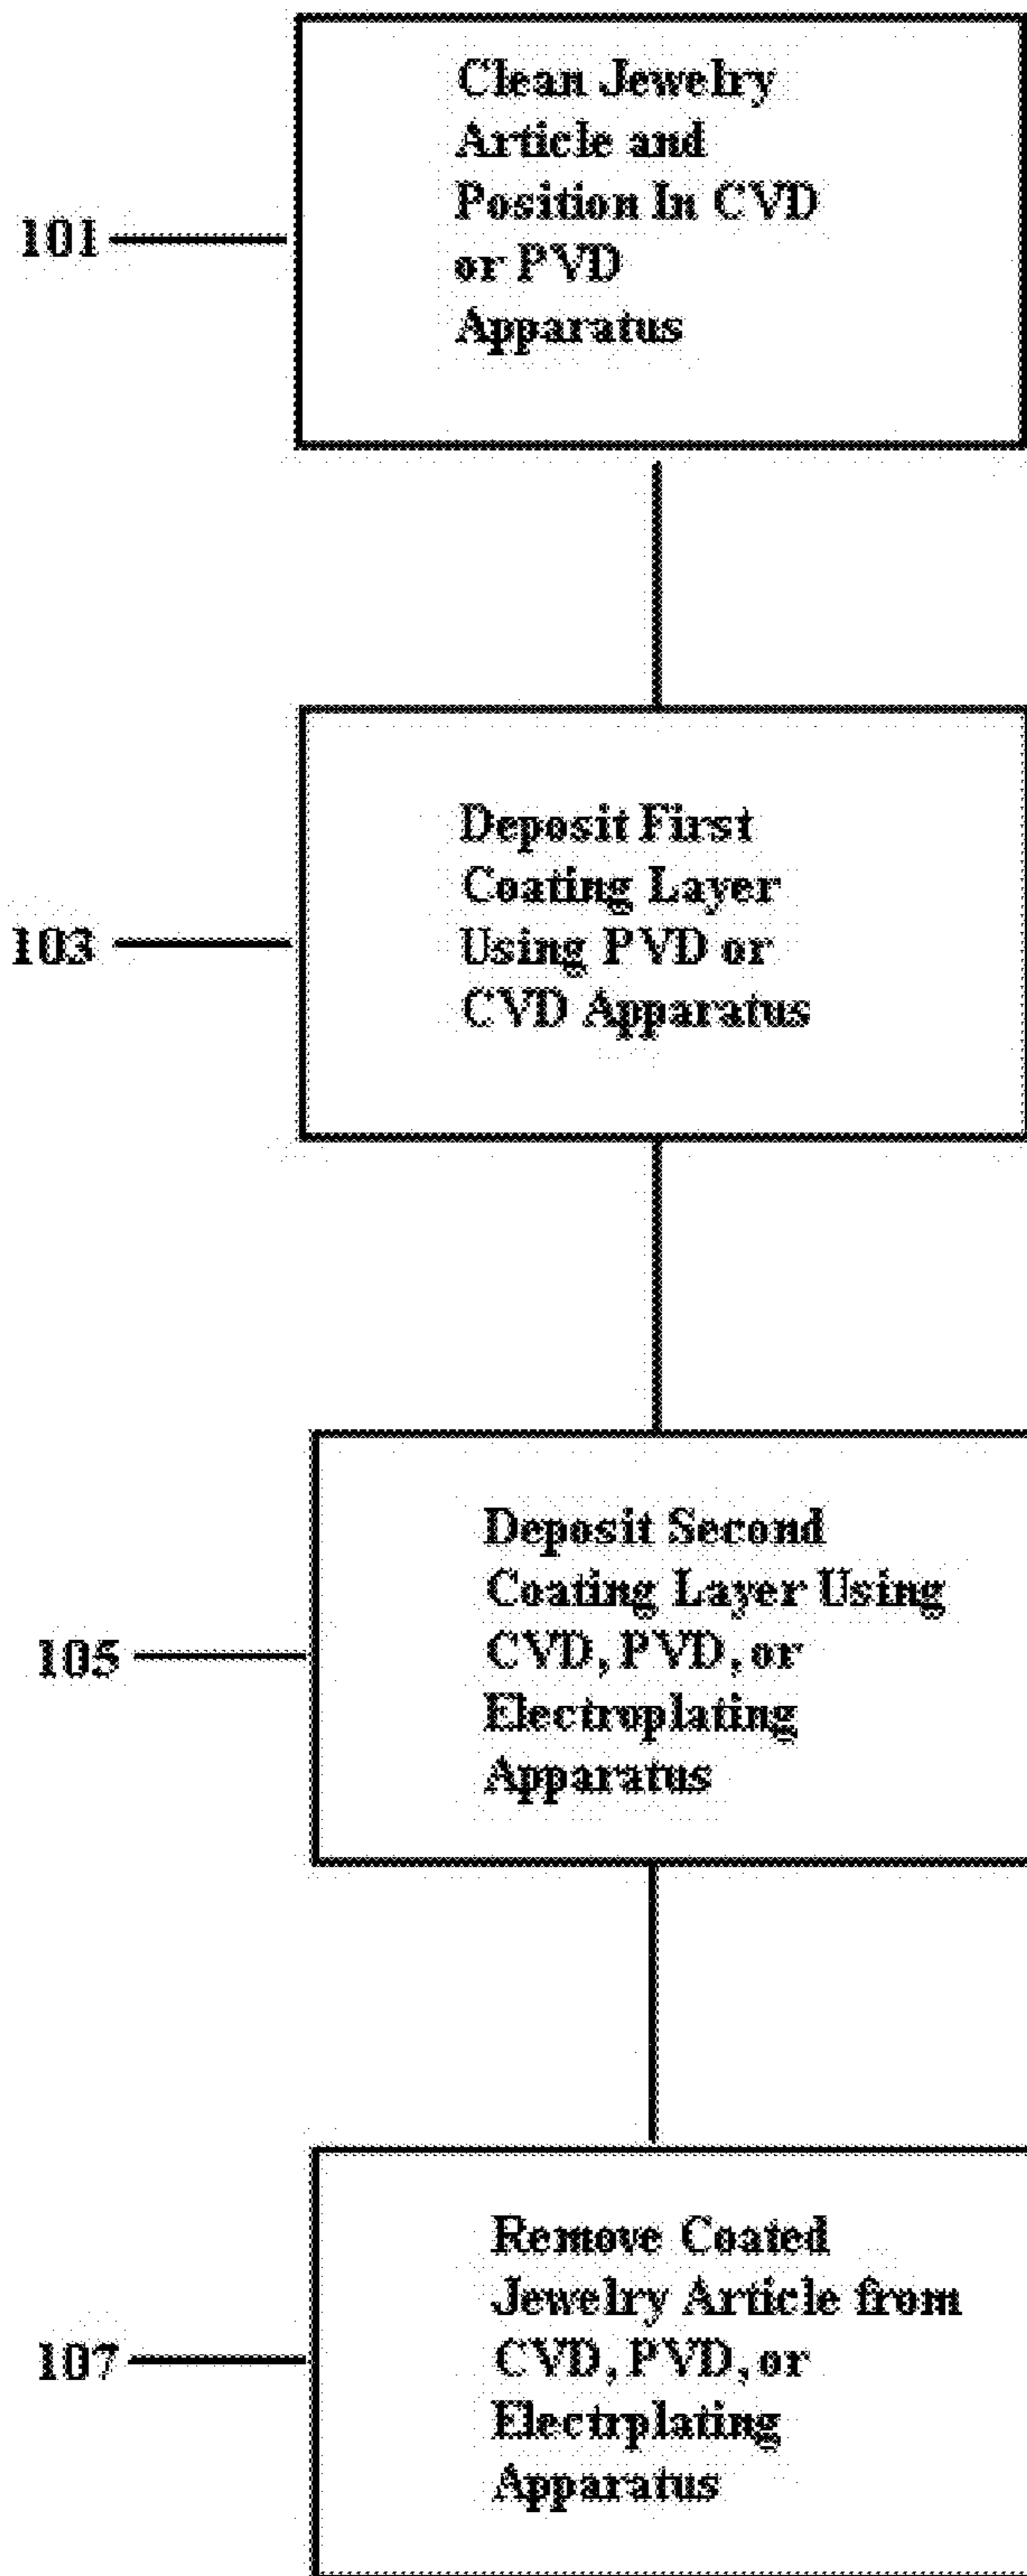 Clean Jewelry
Article and
Position In CVD
or PVD
Apparatus
101
Deposit First
Coating Layer
Using PVD or
CVD Apparatus
103
Deposit Second
Coating Layer Using
CVD, PVD, or
Electroplating
Apparatus
105
Remove Coated
Jewelry Article from
CVD, PVD, or
Electrplating
Apparatus
107